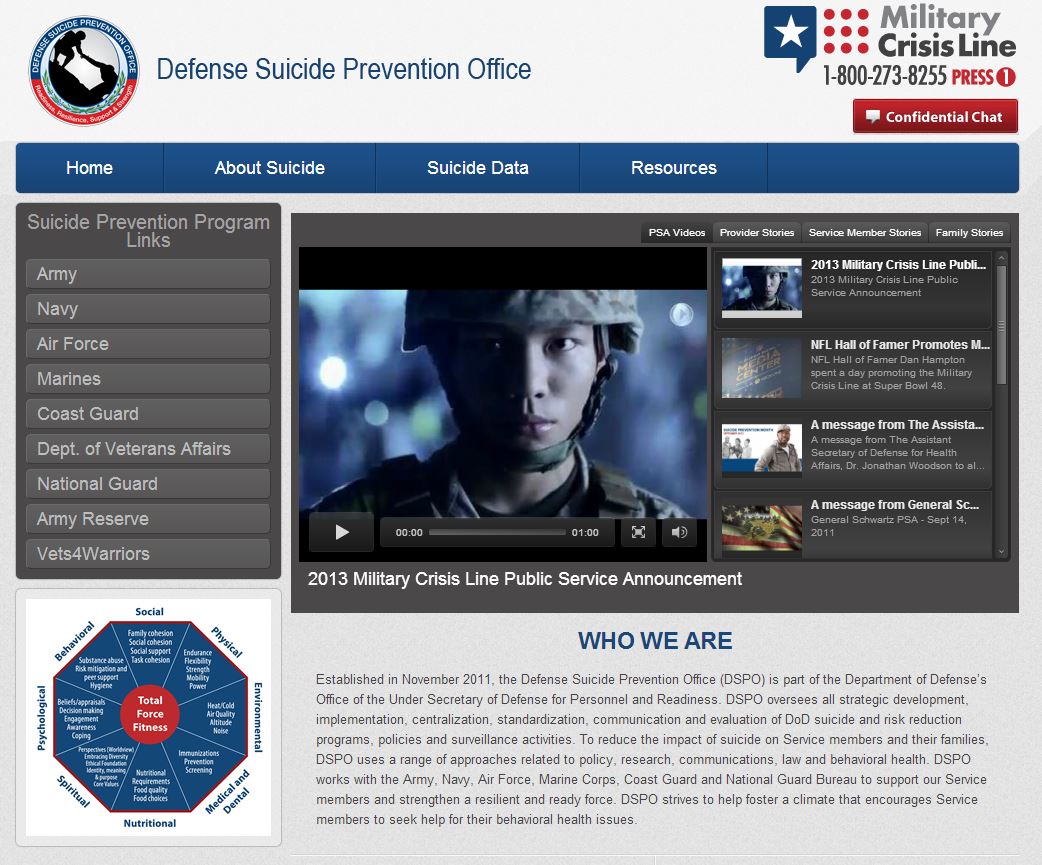 DEFENSE SUICIDE PREVENTION OFFICE
Readiness, Resilience, Support & Strength
Defense Suicide Prevention Office
Military
Crisis Line
1-800-273-8255 PRESS 1
Confidential Chat
Home
About Suicide
Suicide Data
Resources
Suicide Prevention Program
Links
Army
Navy
Air Force
Marines
Coast Guard
Dept. of Veterans Affairs
National Guard
Army Reserve
Vets4Warriors
PSA Videos
Provider Stories
Service Member Stories
Family Stories
00:00
01:00
2013 Military Crisis Line Publi...
2013 Military Crisis Line Public
Service Announcement
MEDIA
CENTER
NFL Hall of Famer Promotes M...
NFL Hall of Famer Dan Hampton
spent a day promoting the Military
Crisis Line at Super Bowl 48.
SUICIDE PREVENTION MONTH
A message from The Assista...
A message from The Assistant
Secretary of Defense for Health
Affairs, Dr. Jonathan Woodson to al...
A message from General Sc...
General Schwartz PSA - Sept 14,
2011
2013 Military Crisis Line Public Service Announcement
Social
Family cohesion
Social cohesion
Social support
Task cohesion
Physical
Endurance
Flexibility
Strength
Mobility
Power
Environmental
Heat/Cold
Air Quality
Altitude
Noise
Medical and
Dental
Immunizations
Prevention
Screening
Nutritional
Nutritional
Requirements
Food quality
Food choices
Spiritual
Perspectives (Worldview)
Embracing Diversity
Ethical Foundation
Identity, meaning
& purpose
Core Values
Psychological
Beliefs/appraisals
Decision making
Engagement
Awareness
Coping
Behavioral
Substance abuse
Risk mitigation and
peer support
Hygiene
Total
Force
Fitness
WHO WE ARE
Established in November 2011, the Defense Suicide Prevention Office (DSPO) is part of the Department of Defense's
Office of the Under Secretary of Defense for Personnel and Readiness. DSPO oversees all strategic development,
implementation, centralization, standardization, communication and evaluation of DoD suicide and risk reduction
programs, policies and surveillance activities. To reduce the impact of suicide on Service members and their families,
DSPO uses a range of approaches related to policy, research, communications, law and behavioral health. DSPO
works with the Army, Navy, Air Force, Marine Corps, Coast Guard and National Guard Bureau to support our Service
members and strengthen a resilient and ready force. DSPO strives to help foster a climate that encourages Service
members to seek help for their behavioral health issues.